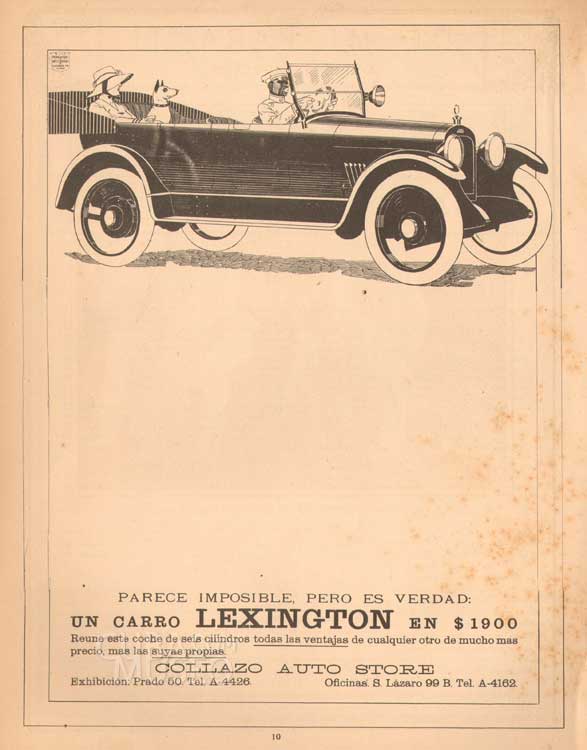 PARECE IMPOSIBLE, PERO ES VERDAD:
UN CARRO LEXINGTON EN $1900
Reune este coche de seis cilindros todas las ventajas de cualquier otro de mucho mas
precio, mas las suyas propias.
COLLAZO AUTO STORE
Exhibición: Prado 50. Tel. A-4426. Oficinas. S. Lázaro 99 B. Tel. A-4162.
10